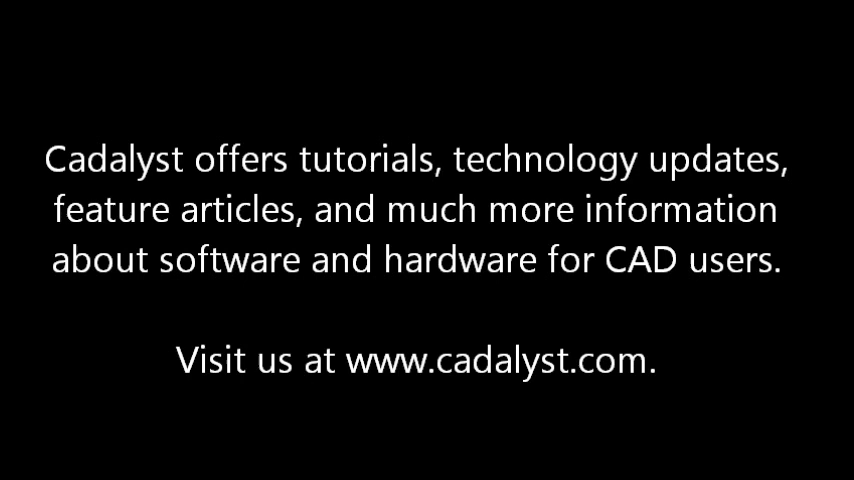 Cadalyst offers tutorials, technology updates,
feature articles, and much more information
about software and hardware for CAD users.
Visit us at www.cadalyst.com.